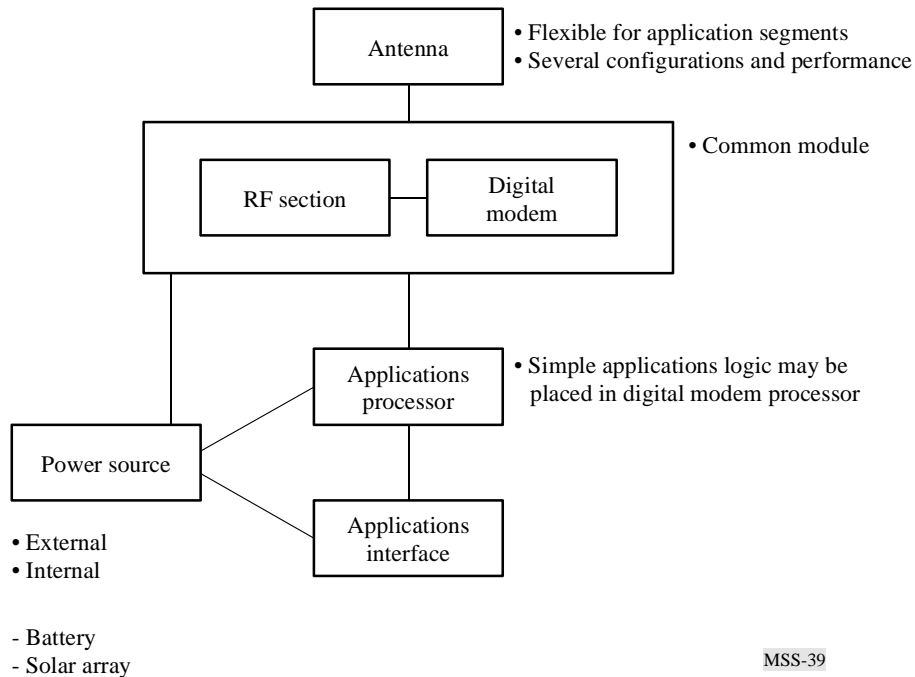 Antenna
• Flexible for application segments
• Several configurations and performance
• Common module
RF section
Digital
modem
Applications
processor
• Simple applications logic may be
placed in digital modem processor
Power source
Applications
interface
• External
• Internal
- Battery
- Solar array
MSS-39